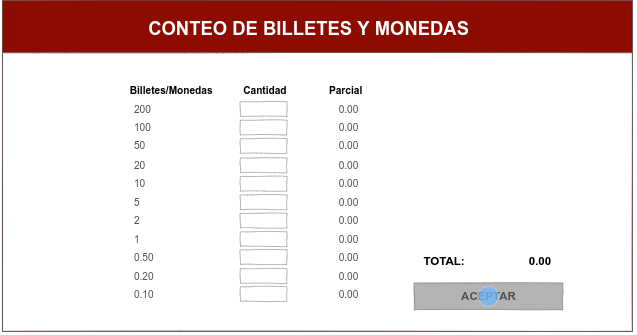 CONTEO DE BILLETES Y MONEDAS
Billetes/Monedas Cantidad Parcial
200 0.00
100 0.00
50 0.00
20 0.00
10 0.00
5 0.00
2 0.00
1 0.00
0.50 0.00
0.20 0.00
0.10 0.00
TOTAL: 0.00
ACEPTAR